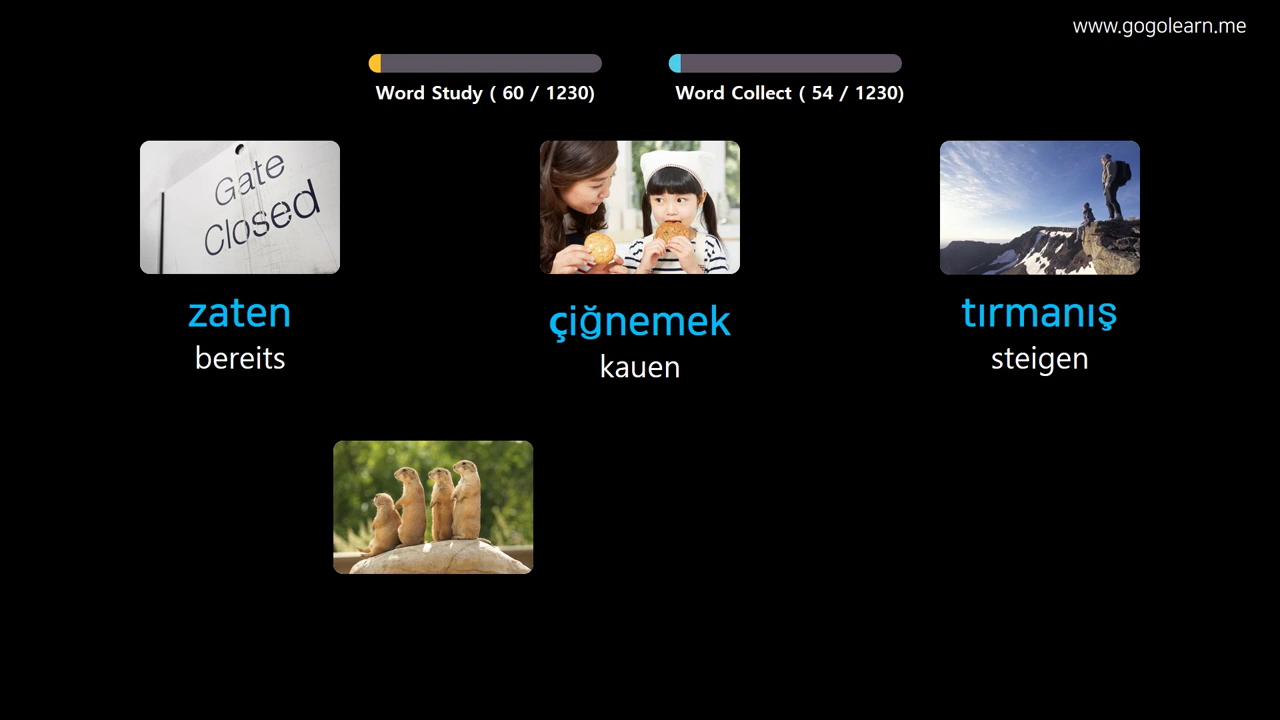 www.gogolearn.me
Word Study ( 60 / 1230)
Word Collect ( 54 / 1230)
Gate
Closed
zaten
bereits
çiğnemek
kauen
tırmanış
steigen